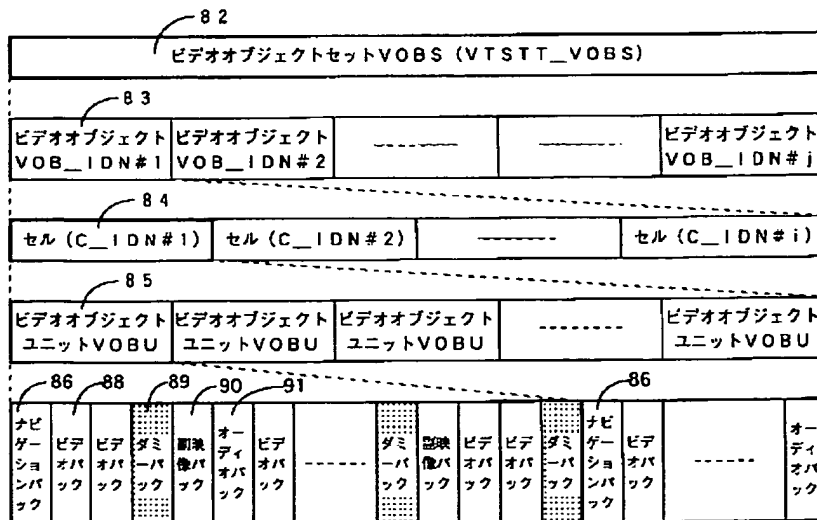 82
ビデオオブジェクトセットVOBS (VTSTT_VOBS)
83
ビデオオブジェクト
VOB_IDN#1
ビデオオブジェクト
VOB_IDN#2
ビデオオブジェクト
VOB_IDN#j
84
セル (C_IDN#1)
セル (C_IDN#2)
セル (C_IDN#i)
85
ビデオオブジェクト
ユニットVOBU
ビデオオブジェクト
ユニットVOBU
ビデオオブジェクト
ユニットVOBU
ビデオオブジェクト
ユニットVOBU
86
88
89
90
91
86
ナビゲーションパック
ビデオパック
ビデオパック
ダミーパック
副映像パック
オーディオパック
ビデオパック
ダミーパック
副映像パック
ビデオパック
ビデオパック
ダミーパック
ナビゲーションパック
ビデオパック
オーディオパック